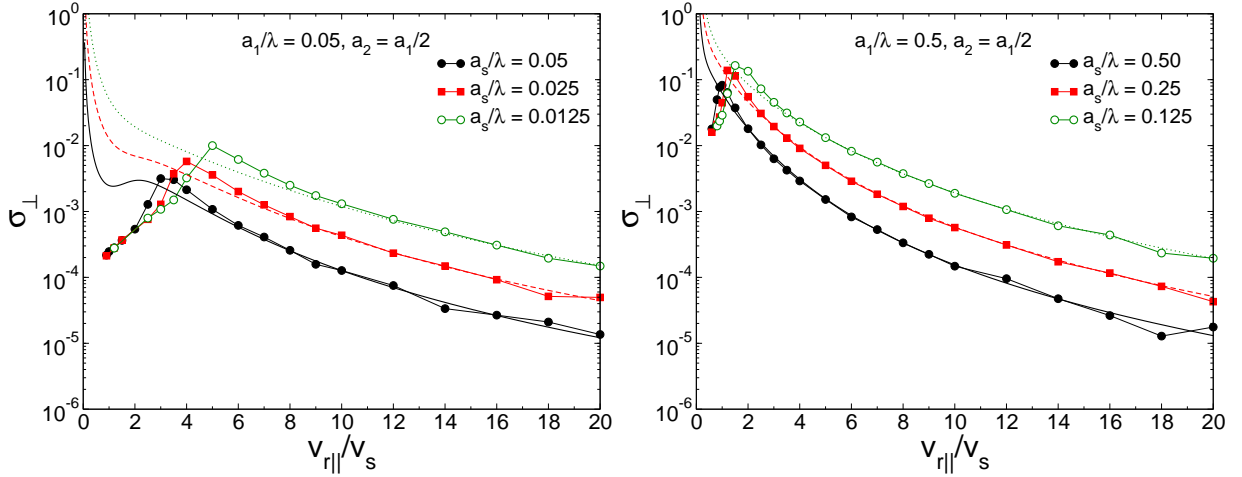 a₁/λ = 0.05, a₂ = a₁/2
aₛ/λ = 0.05
aₛ/λ = 0.025
aₛ/λ = 0.0125
10⁰
10⁻¹
10⁻²
10⁻³
10⁻⁴
10⁻⁵
10⁻⁶
σ⊥
0 2 4 6 8 10 12 14 16 18 20
vᵣ||/vₛ
a₁/λ = 0.5, a₂ = a₁/2
aₛ/λ = 0.50
aₛ/λ = 0.25
aₛ/λ = 0.125
10⁰
10⁻¹
10⁻²
10⁻³
10⁻⁴
10⁻⁵
10⁻⁶
σ⊥
0 2 4 6 8 10 12 14 16 18 20
vᵣ||/vₛ